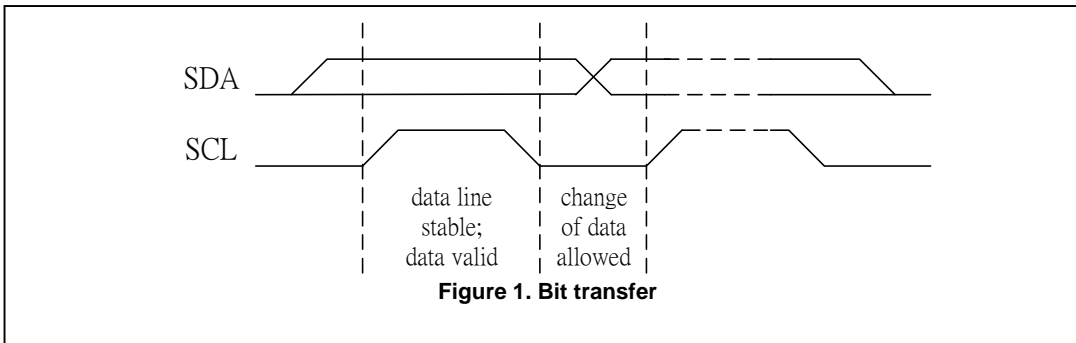 SDA
SCL
data line
stable;
data valid
change
of data
allowed
Figure 1. Bit transfer